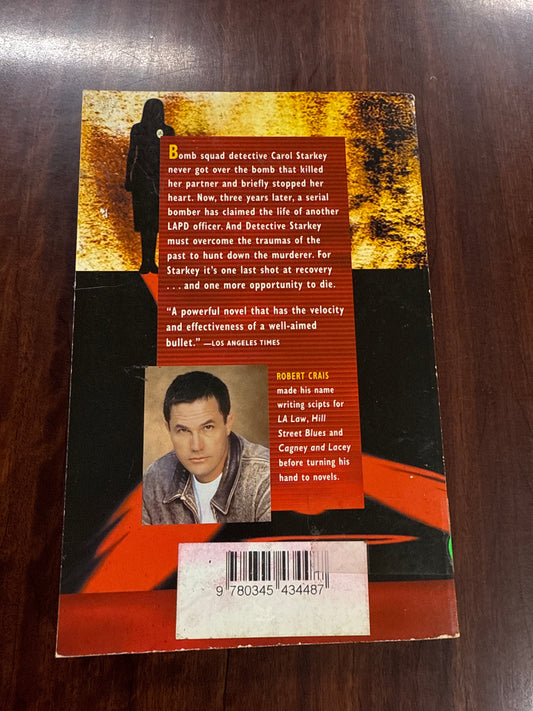 Bomb squad detective Carol Starkey
never got over the bomb that killed
her partner and briefly stopped her
heart. Now, three years later, a serial
bomber has claimed the life of another
LAPD officer. And Detective Starkey
must overcome the traumas of the
past to hunt down the murderer. For
Starkey it's one last shot at recovery
. . . and one more opportunity to die.
"A powerful novel that has the velocity
and effectiveness of a well-aimed
bullet." —LOS ANGELES TIMES
ROBERT CRAIS
made his name
writing scipts for
LA Law, Hill
Street Blues and
Cagney and Lacey
before turning his
hand to novels.
9 780345 434487